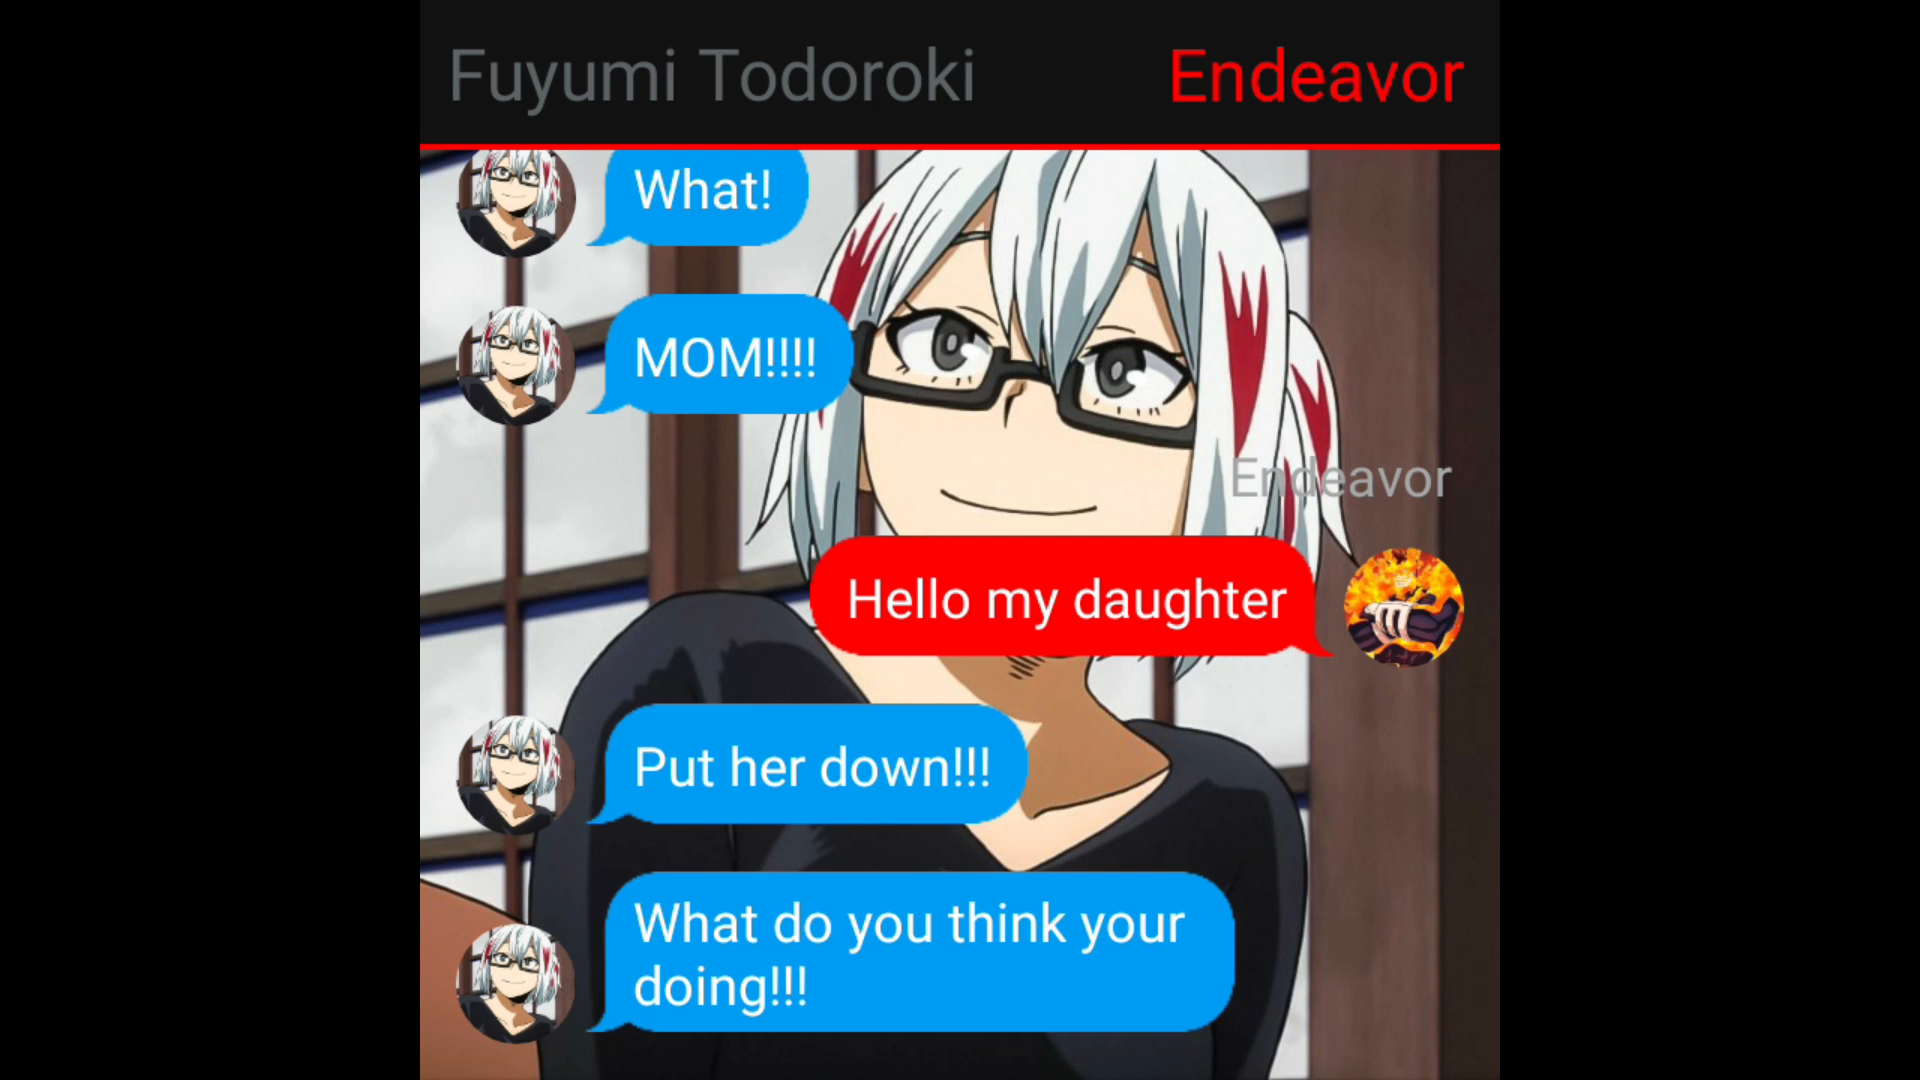 Fuyumi Todoroki
Endeavor
What!
MOM!!!!
Endeavor
Hello my daughter
Put her down!!!
What do you think your
doing!!!